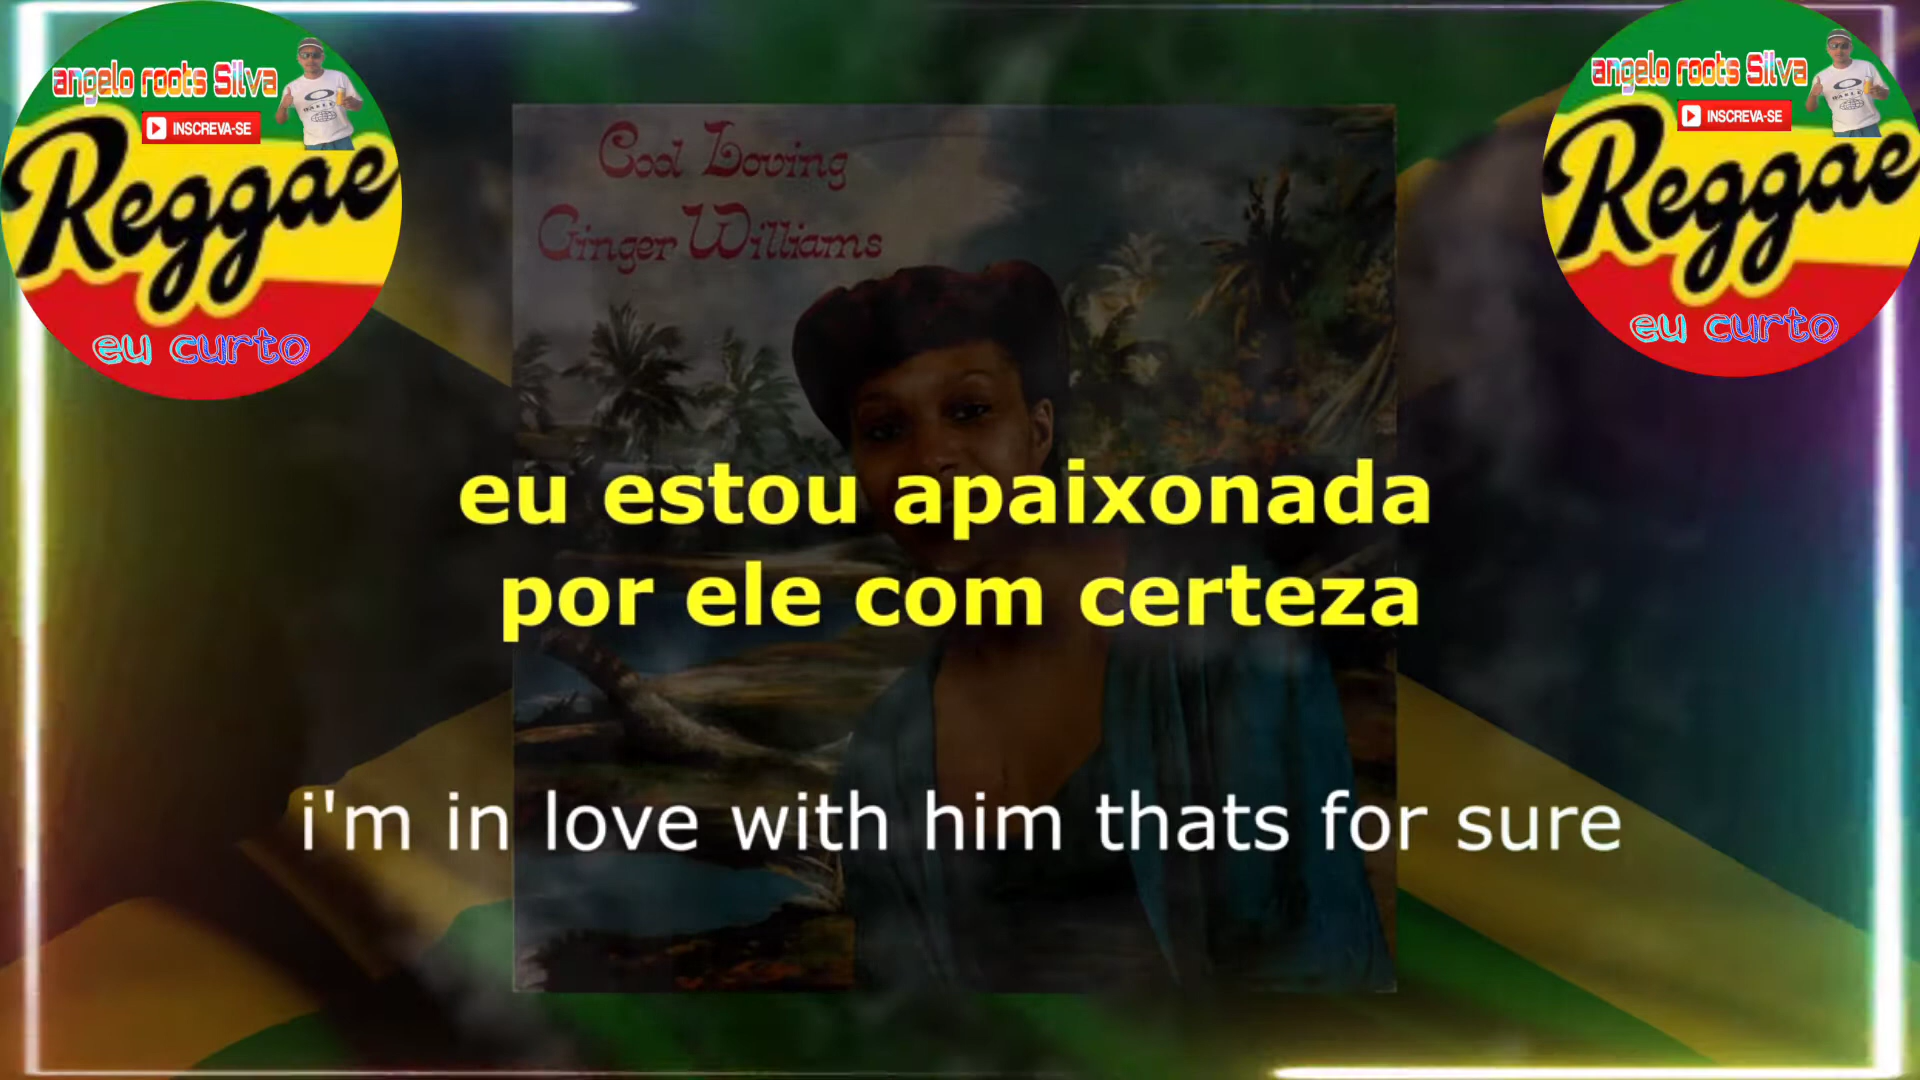 angelo roots Silva
INSCREVA-SE
Reggae
eu curto
angelo roots Silva
INSCREVA-SE
Reggae
eu curto
Cool Loving
Ginger Williams
eu estou apaixonada
por ele com certeza
i'm in love with him thats for sure